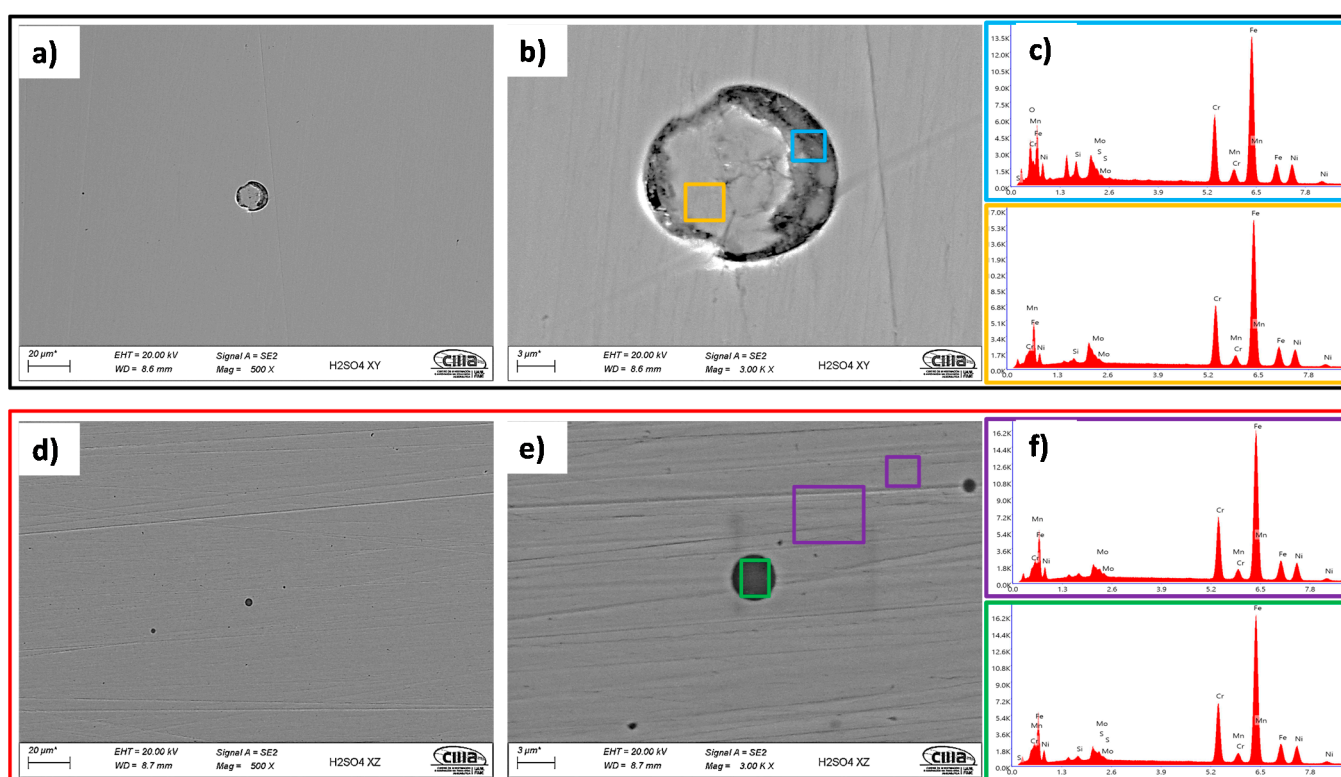 a)
20 µm*
EHT = 20.00 kV
WD = 8.6 mm
Signal A = SE2
Mag = 500 X
H2SO4 XY
CIIIA
b)
3 µm*
EHT = 20.00 kV
WD = 8.6 mm
Signal A = SE2
Mag = 3.00 K X
H2SO4 XY
CIIIA
c)
13.5K
12.0K
10.5K
9.0K
7.5K
6.0K
4.5K
3.0K
1.5K
0.0K
O
Mn
Fe
Cr
Ni
S
Mo
Si
Mo
S
S
Mo
Cr
Mn
Cr
Fe
Mn
Fe
Ni
Ni
0.0 1.3 2.6 3.9 5.2 6.5 7.8
7.0K
5.3K
3.6K
1.9K
0.2K
8.5K
6.8K
5.1K
3.4K
1.7K
0.0K
Mn
Fe
Cr
Ni
Si
Mo
Mo
Cr
Mn
Cr
Fe
Mn
Fe
Ni
Ni
0.0 1.3 2.6 3.9 5.2 6.5 7.8
d)
20 µm*
EHT = 20.00 kV
WD = 8.7 mm
Signal A = SE2
Mag = 500 X
H2SO4 XZ
CIIIA
e)
3 µm*
EHT = 20.00 kV
WD = 8.7 mm
Signal A = SE2
Mag = 3.00 K X
H2SO4 XZ
CIIIA
f)
16.2K
14.4K
12.6K
10.8K
9.0K
7.2K
5.4K
3.6K
1.8K
0.0K
Mn
Fe
Cr
Ni
Mo
Mo
Cr
Mn
Cr
Fe
Mn
Fe
Ni
Ni
0.0 1.3 2.6 3.9 5.2 6.5 7.8
16.2K
14.4K
12.6K
10.8K
9.0K
7.2K
5.4K
3.6K
1.8K
0.0K
Fe
Mn
Cr
Ni
S
Si
Mo
S
S
Mo
Cr
Mn
Cr
Fe
Mn
Fe
Ni
Ni
0.0 1.3 2.6 3.9 5.2 6.5 7.8